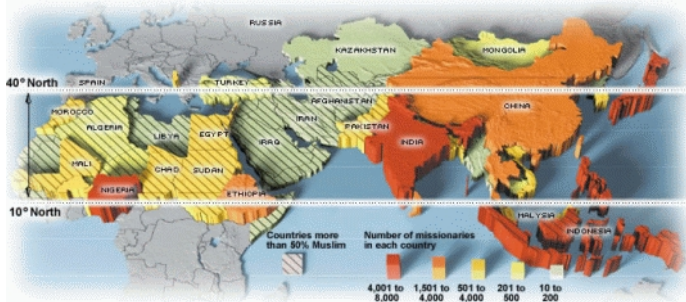 RUSSIA
KAZAKHSTAN
MONGOLIA
40° North
SPAIN
TURKEY
AFGHANISTAN
MOROCCO
ALGERIA
LIBYA
EGYPT
IRAQ
IRAN
PAKISTAN
INDIA
CHINA
MALI
CHAD
SUDAN
NIGERIA
ETHIOPIA
10° North
MALYSIA
INDONESIA
Countries more
than 50% Muslim
Number of missionaries
in each country
4,001 to
8,000
1,501 to
4,000
501 to
4,000
201 to
500
10 to
200